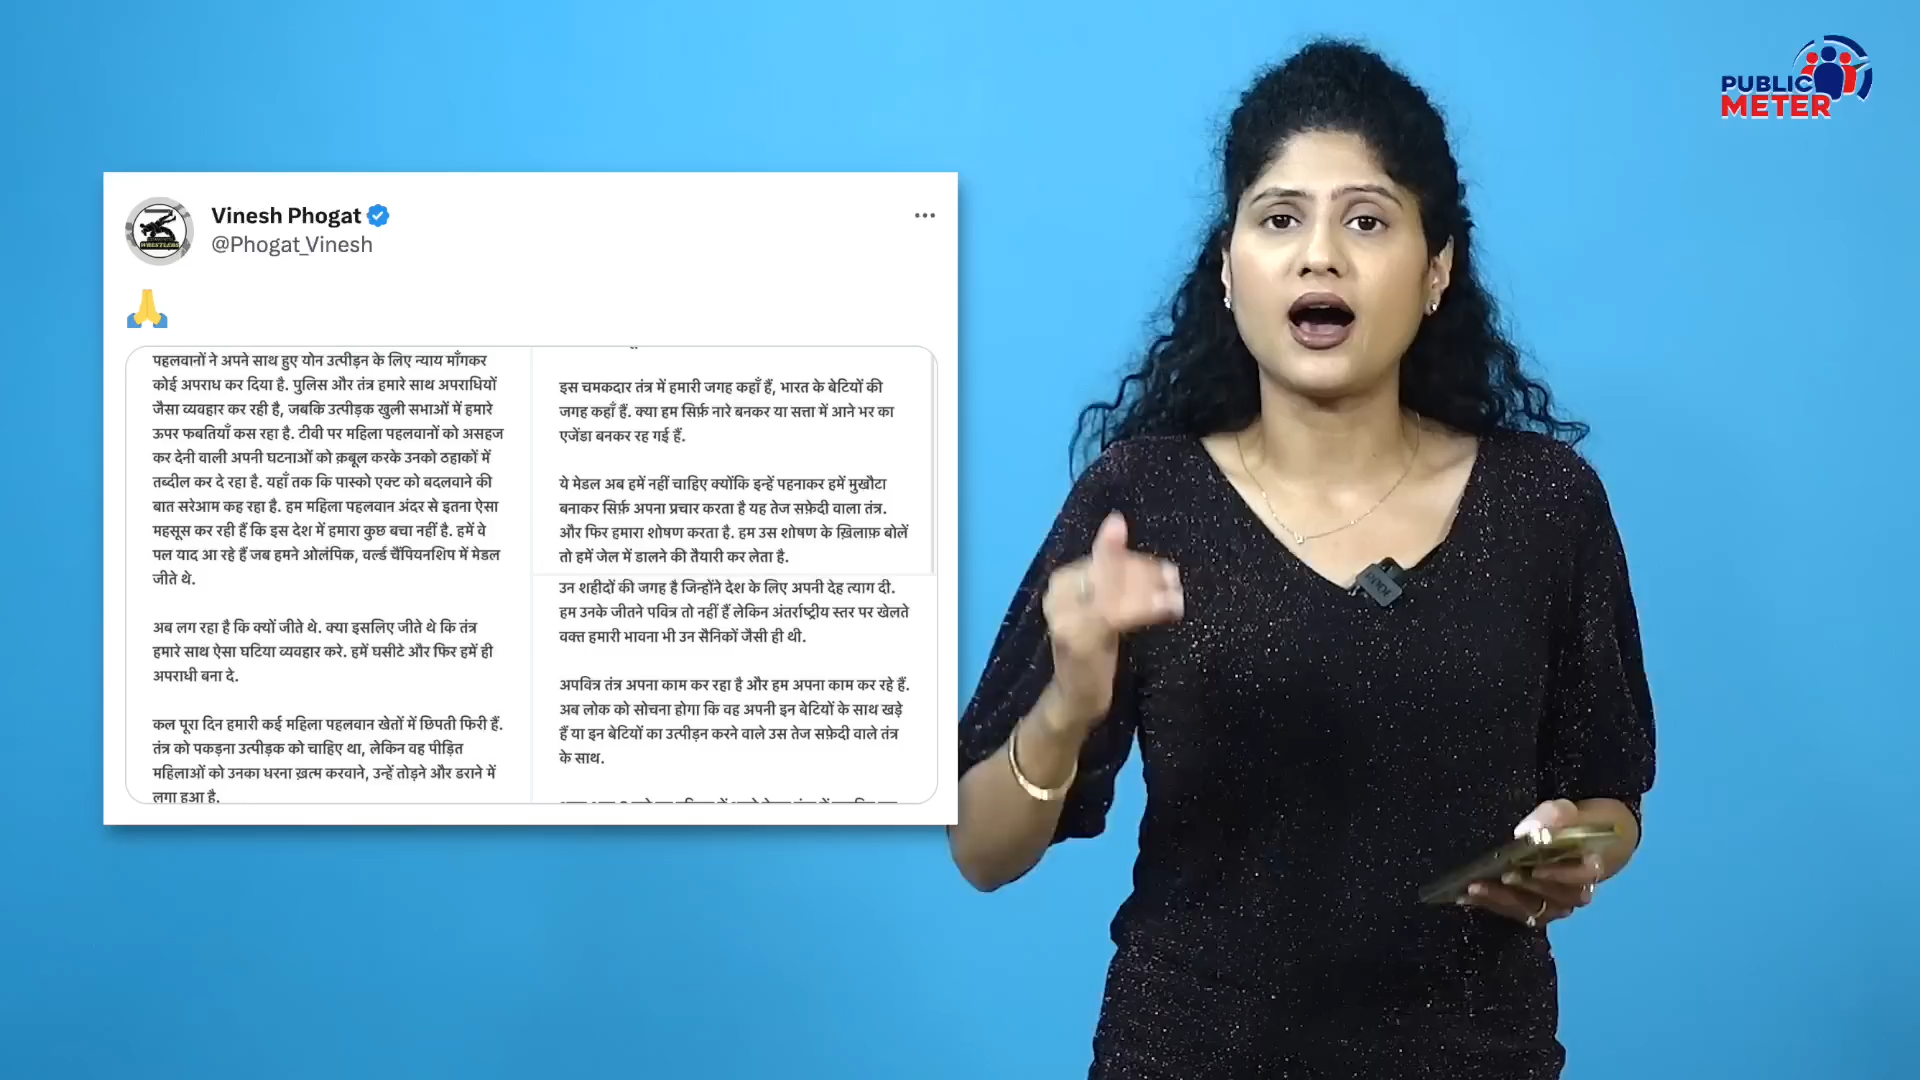 PUBLIC
METER
Vinesh Phogat
@Phogat_Vinesh
WRESTLERS
पहलवानों ने अपने साथ हुए योन उत्पीड़न के लिए न्याय माँगकर
कोई अपराध कर दिया है. पुलिस और तंत्र हमारे साथ अपराधियों
जैसा व्यवहार कर रही है, जबकि उत्पीड़क खुली सभाओं में हमारे
ऊपर फबतियाँ कस रहा है. टीवी पर महिला पहलवानों को असहज
कर देनी वाली अपनी घटनाओं को क़बूल करके उनको ठहाकों में
तब्दील कर दे रहा है. यहाँ तक कि पास्को एक्ट को बदलवाने की
बात सरेआम कह रहा है. हम महिला पहलवान अंदर से इतना ऐसा
महसूस कर रही हैं कि इस देश में हमारा कुछ बचा नहीं है. हमें वे
पल याद आ रहे हैं जब हमने ओलंपिक, वर्ल्ड चैंपियनशिप में मेडल
जीते थे.
अब लग रहा है कि क्यों जीते थे. क्या इसलिए जीते थे कि तंत्र
हमारे साथ ऐसा घटिया व्यवहार करे. हमें घसीटे और फिर हमें ही
अपराधी बना दे.
कल पूरा दिन हमारी कई महिला पहलवान खेतों में छिपती फिरी हैं.
तंत्र को पकड़ना उत्पीड़क को चाहिए था, लेकिन वह पीड़ित
महिलाओं को उनका धरना ख़त्म करवाने, उन्हें तोड़ने और डराने में
लगा हुआ है.
इस चमकदार तंत्र में हमारी जगह कहाँ हैं, भारत के बेटियों की
जगह कहाँ हैं. क्या हम सिर्फ़ नारे बनकर या सत्ता में आने भर का
एजेंडा बनकर रह गई हैं.
ये मेडल अब हमें नहीं चाहिए क्योंकि इन्हें पहनाकर हमें मुखौटा
बनाकर सिर्फ़ अपना प्रचार करता है यह तेज सफ़ेदी वाला तंत्र.
और फिर हमारा शोषण करता है. हम उस शोषण के ख़िलाफ़ बोलें
तो हमें जेल में डालने की तैयारी कर लेता है.
उन शहीदों की जगह है जिन्होंने देश के लिए अपनी देह त्याग दी.
हम उनके जीतने पवित्र तो नहीं हैं लेकिन अंतर्राष्ट्रीय स्तर पर खेलते
वक्त हमारी भावना भी उन सैनिकों जैसी ही थी.
अपवित्र तंत्र अपना काम कर रहा है और हम अपना काम कर रहे हैं.
अब लोक को सोचना होगा कि वह अपनी इन बेटियों के साथ खड़े
हैं या इन बेटियों का उत्पीड़न करने वाले उस तेज सफ़ेदी वाले तंत्र
के साथ.